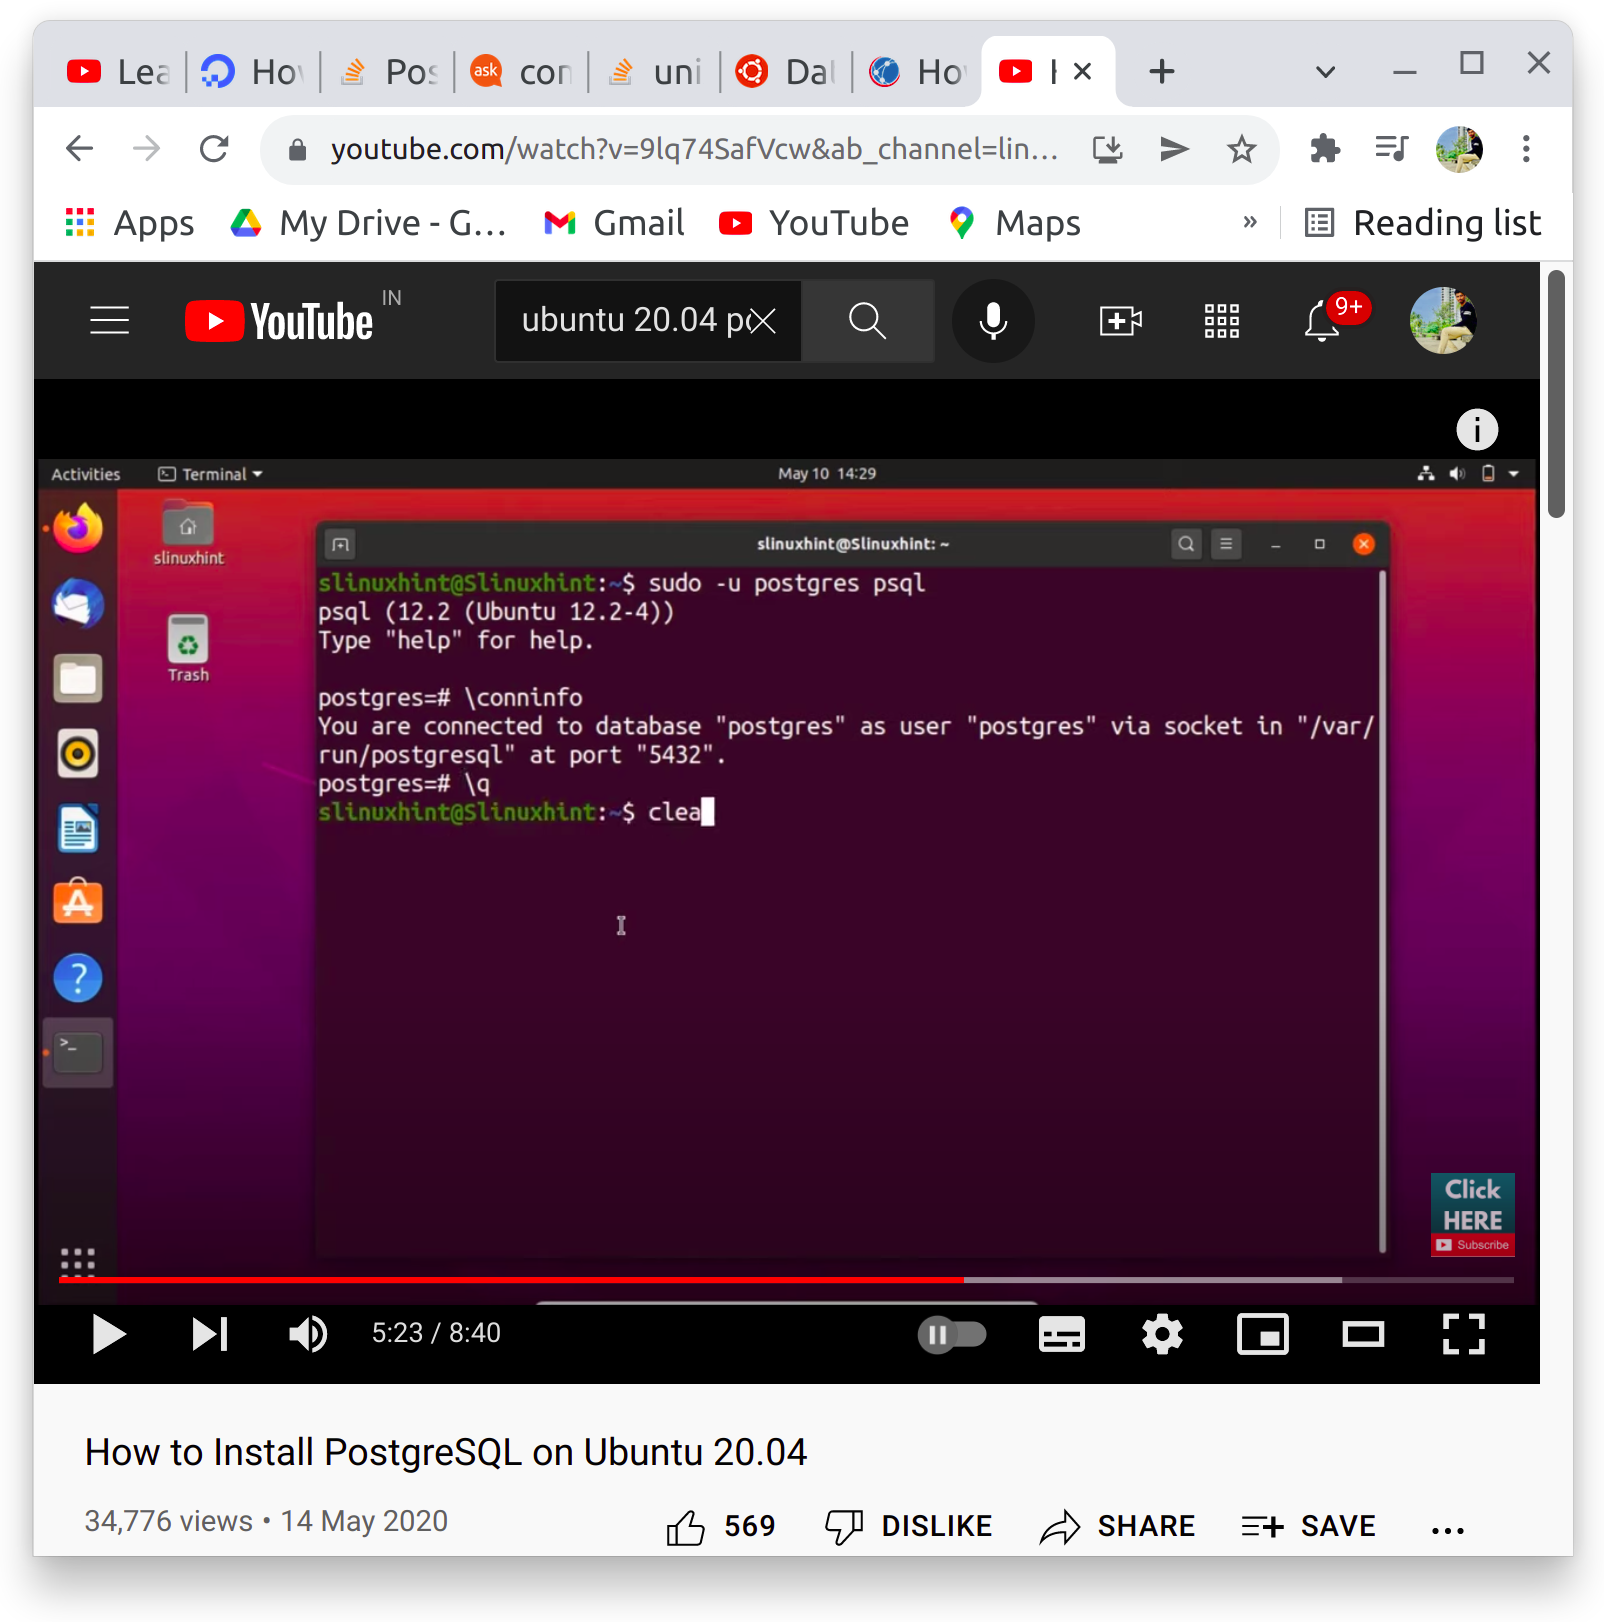 Lea
Ho
Pos
ask
con
uni
Da
Ho
youtube.com/watch?v=9lq74SafVcw&ab_channel=lin...
Apps
My Drive - G...
Gmail
YouTube
Maps
»
Reading list
YouTube IN
ubuntu 20.04 po
9+
i
Activities
Terminal
May 10 14:29
slinuxhint
Trash
slinuxhint@Slinuxhint: ~
slinuxhint@Slinuxhint:~$ sudo -u postgres psql
psql (12.2 (Ubuntu 12.2-4))
Type "help" for help.
postgres=# \conninfo
You are connected to database "postgres" as user "postgres" via socket in "/var/
run/postgresql" at port "5432".
postgres=# \q
slinuxhint@Slinuxhint:~$ clea
Click
HERE
Subscribe
5:23 / 8:40
How to Install PostgreSQL on Ubuntu 20.04
34,776 views • 14 May 2020
569
DISLIKE
SHARE
SAVE
...